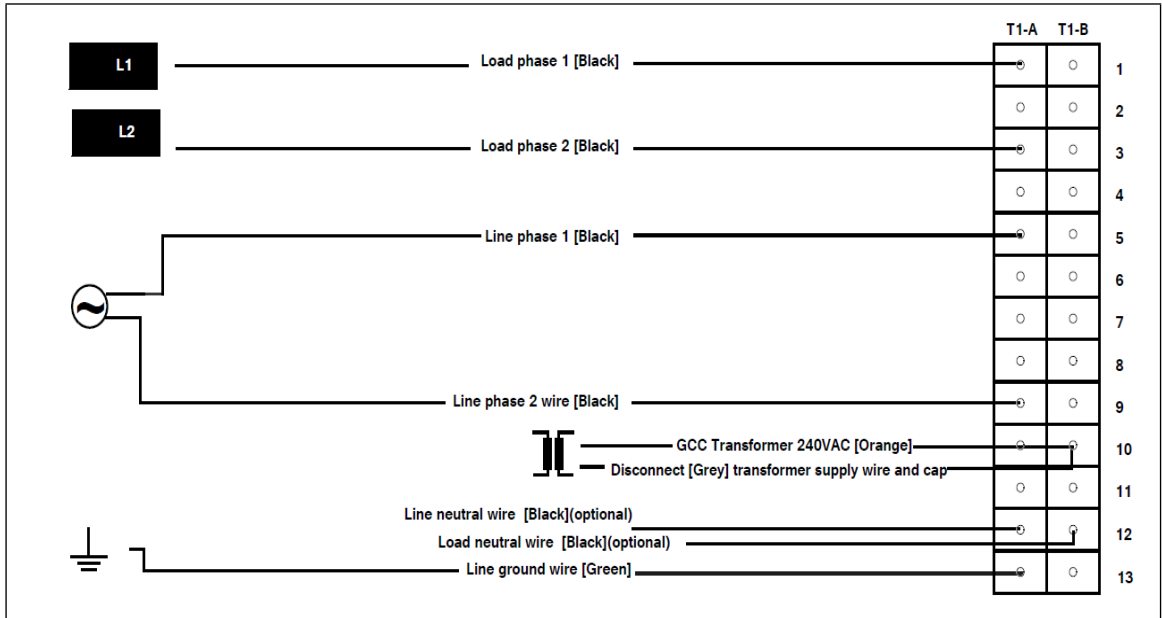 T1-A T1-B
L1
Load phase 1 [Black]
1
2
L2
Load phase 2 [Black]
3
4
Line phase 1 [Black]
5
6
7
8
Line phase 2 wire [Black]
9
GCC Transformer 240VAC [Orange]
10
Disconnect [Grey] transformer supply wire and cap
11
Line neutral wire [Black](optional)
12
Load neutral wire [Black](optional)
Line ground wire [Green]
13